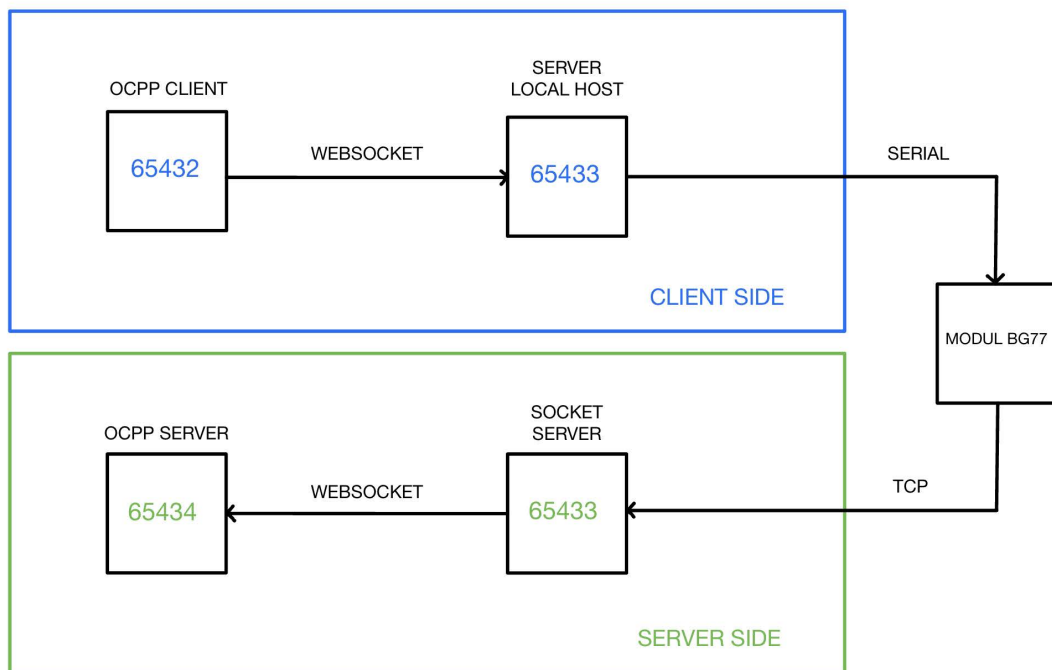 OCPP CLIENT
65432
WEBSOCKET
SERVER
LOCAL HOST
65433
SERIAL
CLIENT SIDE
MODUL BG77
OCPP SERVER
65434
WEBSOCKET
SOCKET
SERVER
65433
TCP
SERVER SIDE